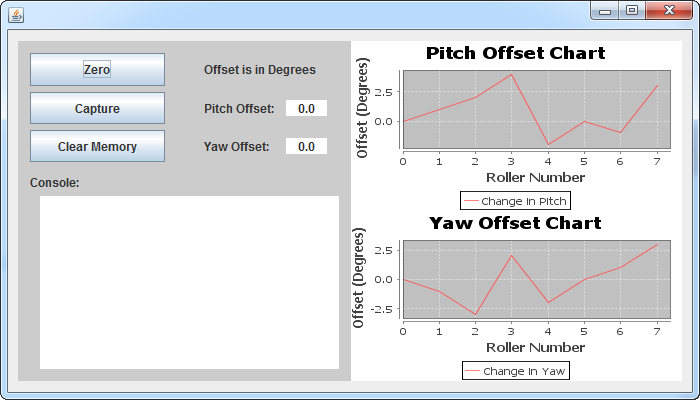 Zero
Capture
Clear Memory
Offset is in Degrees
Pitch Offset: 0.0
Yaw Offset: 0.0
Console:
Pitch Offset Chart
Offset (Degrees)
2.5
0.0
0 1 2 3 4 5 6 7
Roller Number
Change In Pitch
Yaw Offset Chart
Offset (Degrees)
2.5
0.0
-2.5
0 1 2 3 4 5 6 7
Roller Number
Change In Yaw